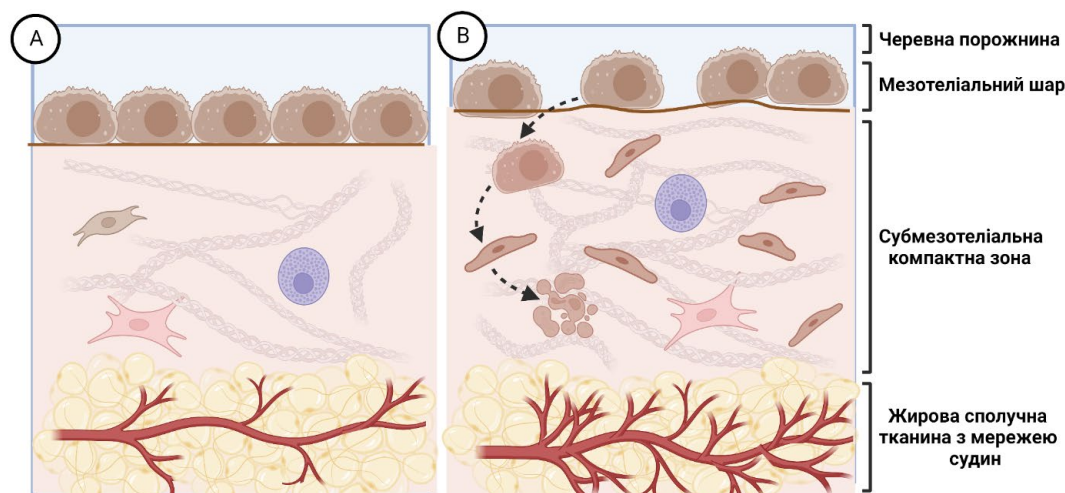 A
B
Черевна порожнина
Мезотеліальний шар
Субмезотеліальна
компактна зона
Жирова сполучна
тканина з мережею
судин